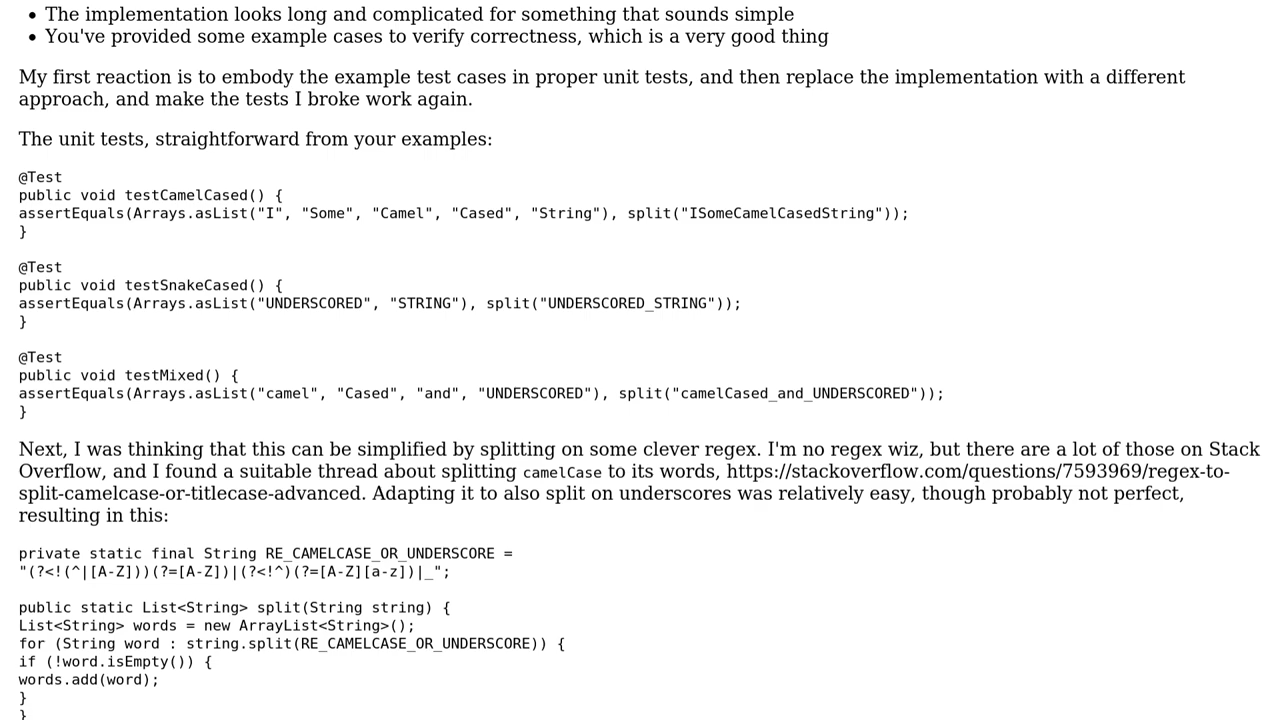 • The implementation looks long and complicated for something that sounds simple
• You've provided some example cases to verify correctness, which is a very good thing
My first reaction is to embody the example test cases in proper unit tests, and then replace the implementation with a different
approach, and make the tests I broke work again.
The unit tests, straightforward from your examples:
@Test
public void testCamelCased() {
assertEquals(Arrays.asList("I", "Some", "Camel", "Cased", "String"), split("ISomeCamelCasedString"));
}
@Test
public void testSnakeCased() {
assertEquals(Arrays.asList("UNDERSCORED", "STRING"), split("UNDERSCORED_STRING"));
}
@Test
public void testMixed() {
assertEquals(Arrays.asList("camel", "Cased", "and", "UNDERSCORED"), split("camelCased_and_UNDERSCORED"));
}
Next, I was thinking that this can be simplified by splitting on some clever regex. I'm no regex wiz, but there are a lot of those on Stack
Overflow, and I found a suitable thread about splitting camelCase to its words, https://stackoverflow.com/questions/7593969/regex-to-
split-camelcase-or-titlecase-advanced. Adapting it to also split on underscores was relatively easy, though probably not perfect,
resulting in this:
private static final String RE_CAMELCASE_OR_UNDERSCORE =
"(?<!(^|[A-Z]))(?=[A-Z])|(?<!^)(?=[A-Z][a-z])|_";
public static List<String> split(String string) {
List<String> words = new ArrayList<String>();
for (String word : string.split(RE_CAMELCASE_OR_UNDERSCORE)) {
if (!word.isEmpty()) {
words.add(word);
}
}